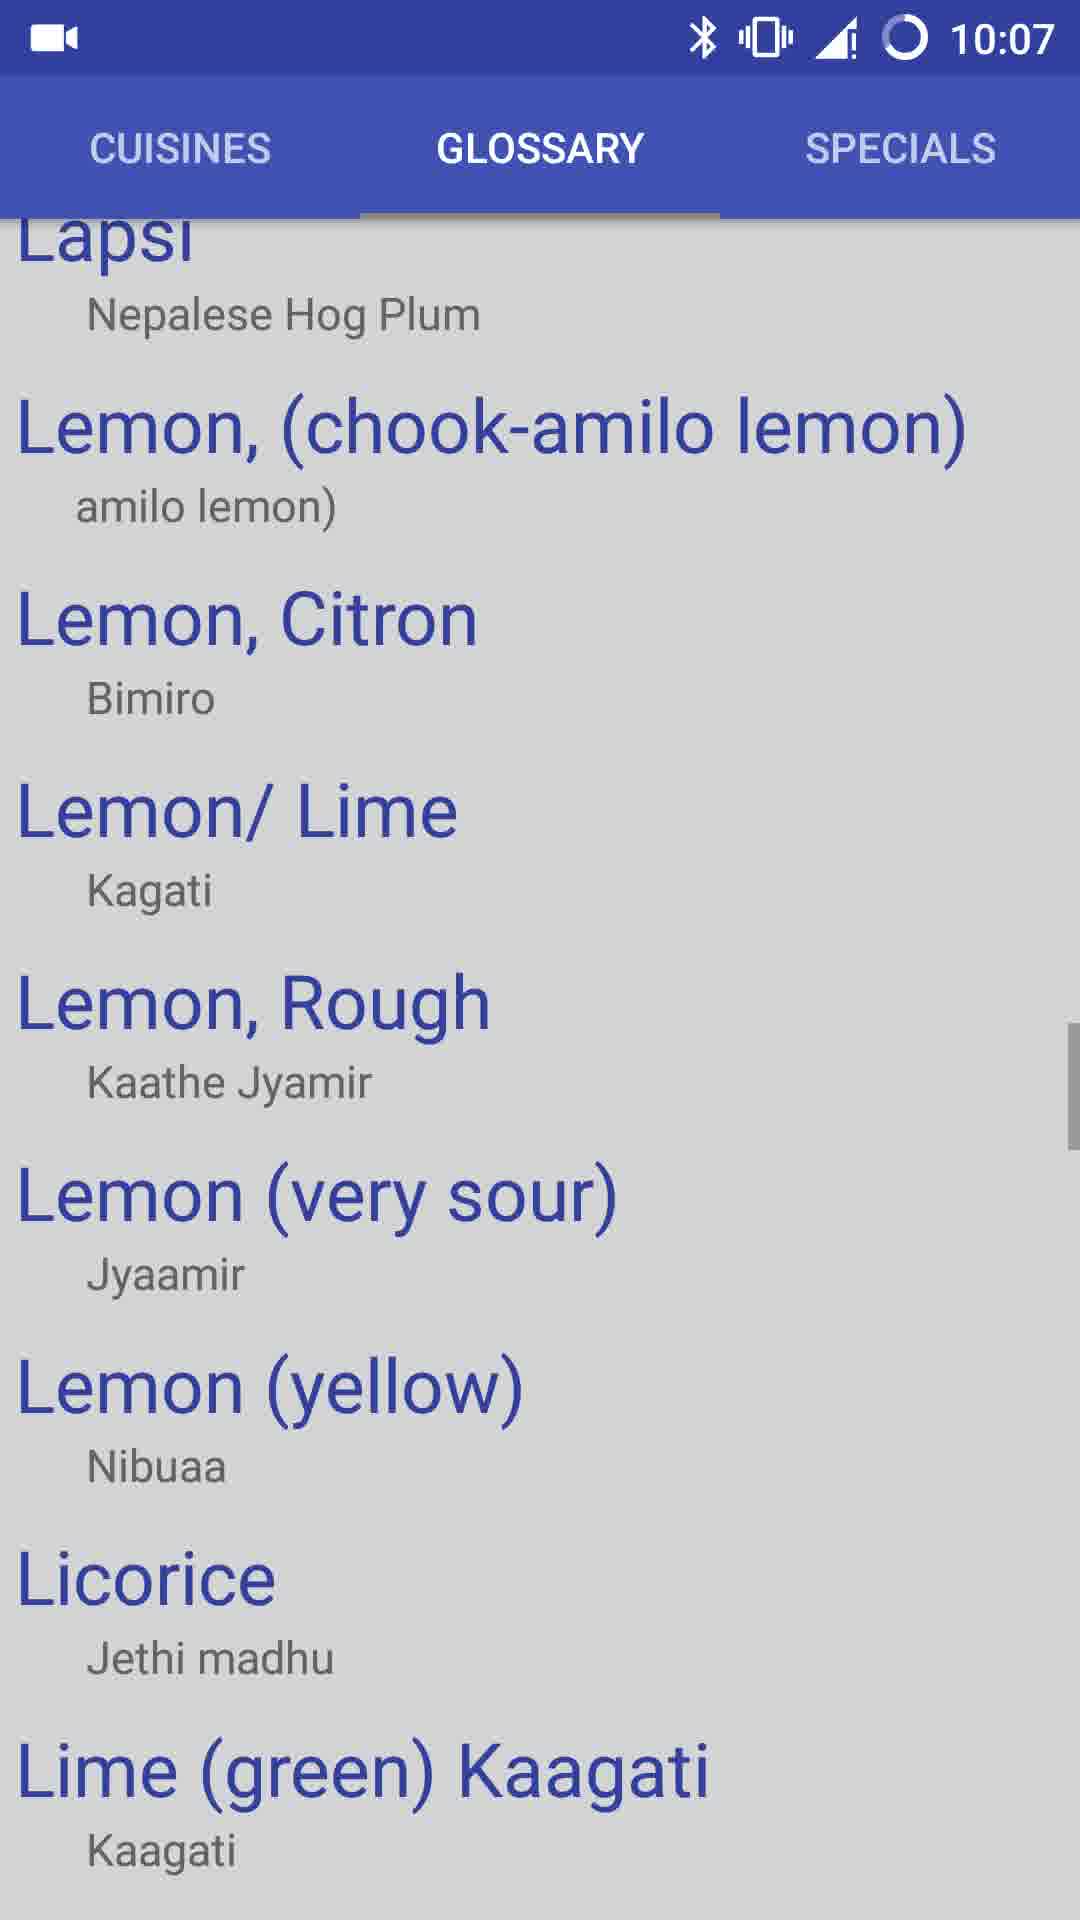 10:07
CUISINES GLOSSARY SPECIALS
Lapsi
Nepalese Hog Plum
Lemon, (chook-amilo lemon)
amilo lemon)
Lemon, Citron
Bimiro
Lemon/ Lime
Kagati
Lemon, Rough
Kaathe Jyamir
Lemon (very sour)
Jyaamir
Lemon (yellow)
Nibuaa
Licorice
Jethi madhu
Lime (green) Kaagati
Kaagati